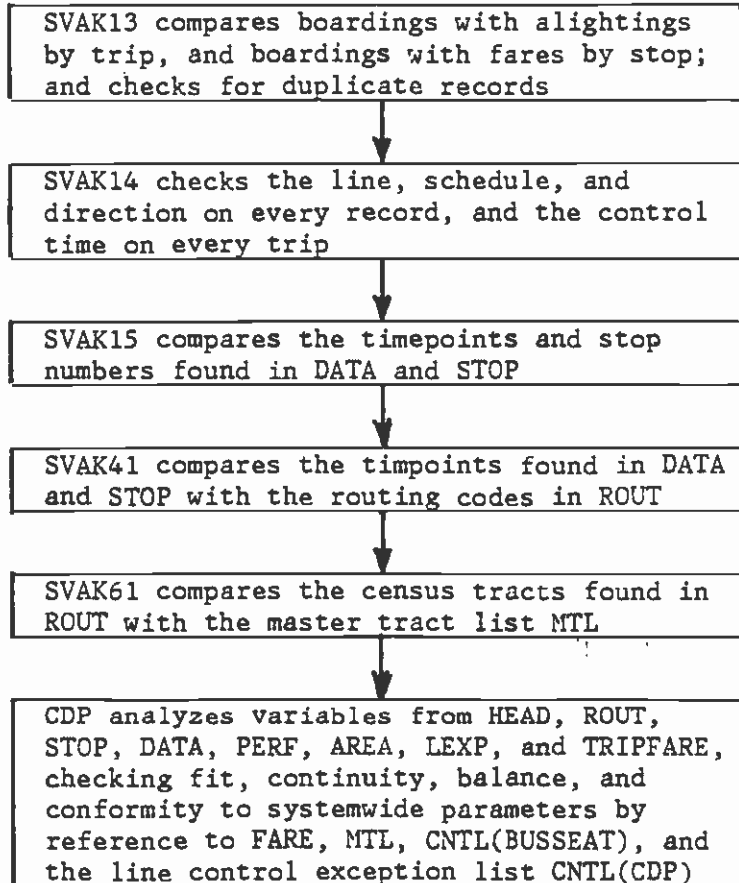 SVAK13 compares boardings with alightings
by trip, and boardings with fares by stop;
and checks for duplicate records
SVAK14 checks the line, schedule, and
direction on every record, and the control
time on every trip
SVAK15 compares the timepoints and stop
numbers found in DATA and STOP
SVAK41 compares the timpoints found in DATA
and STOP with the routing codes in ROUT
SVAK61 compares the census tracts found in
ROUT with the master tract list MTL
CDP analyzes variables from HEAD, ROUT,
STOP, DATA, PERF, AREA, LEXP, and TRIPFARE,
checking fit, continuity, balance, and
conformity to systemwide parameters by
reference to FARE, MTL, CNTL(BUSSEAT), and
the line control exception list CNTL(CDP)